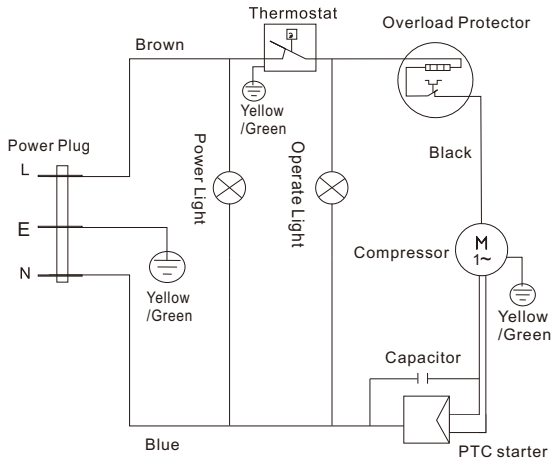 Thermostat
Overload Protector
Brown
Yellow
/Green
Power Plug
L
E
N
Power Light
Operate Light
Black
Compressor
M
1~
Yellow
/Green
Yellow
/Green
Capacitor
Blue
PTC starter